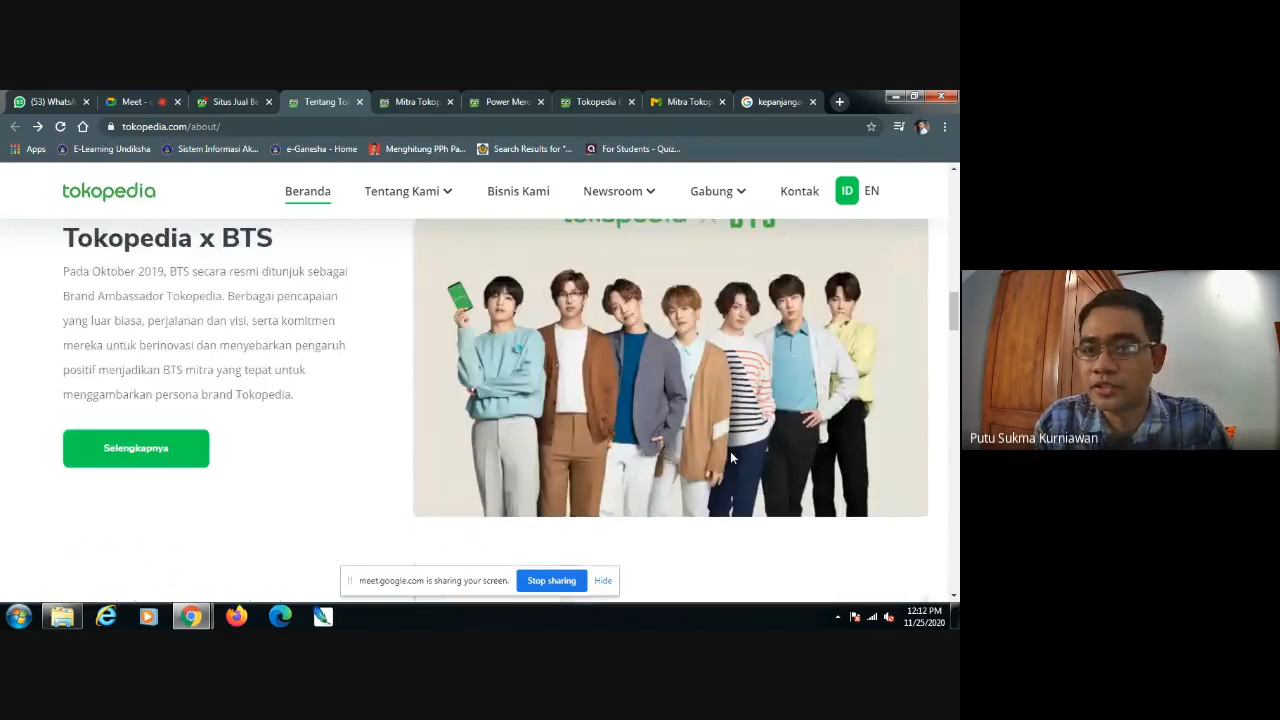 (53) WhatsA
Meet -
Situs Jual Be
Tentang To
Mitra Tokop
Power Mer
Tokopedia
Mitra Tokop
kepanjanga
tokopedia.com/about/
Apps
E-Learning Undiksha
Sistem Informasi Ak...
e-Ganesha - Home
Menghitung PPh Pa...
Search Results for "...
For Students - Quiz...
tokopedia
Beranda
Tentang Kami
Bisnis Kami
Newsroom
Gabung
Kontak
ID
EN
tokopedia x BTS
Tokopedia x BTS
Pada Oktober 2019, BTS secara resmi ditunjuk sebagai
Brand Ambassador Tokopedia. Berbagai pencapaian
yang luar biasa, perjalanan dan visi, serta komitmen
mereka untuk berinovasi dan menyebarkan pengaruh
positif menjadikan BTS mitra yang tepat untuk
menggambarkan persona brand Tokopedia.
Selengkapnya
Putu Sukma Kurniawan
meet.google.com is sharing your screen.
Stop sharing
Hide
12:12 PM
11/25/2020